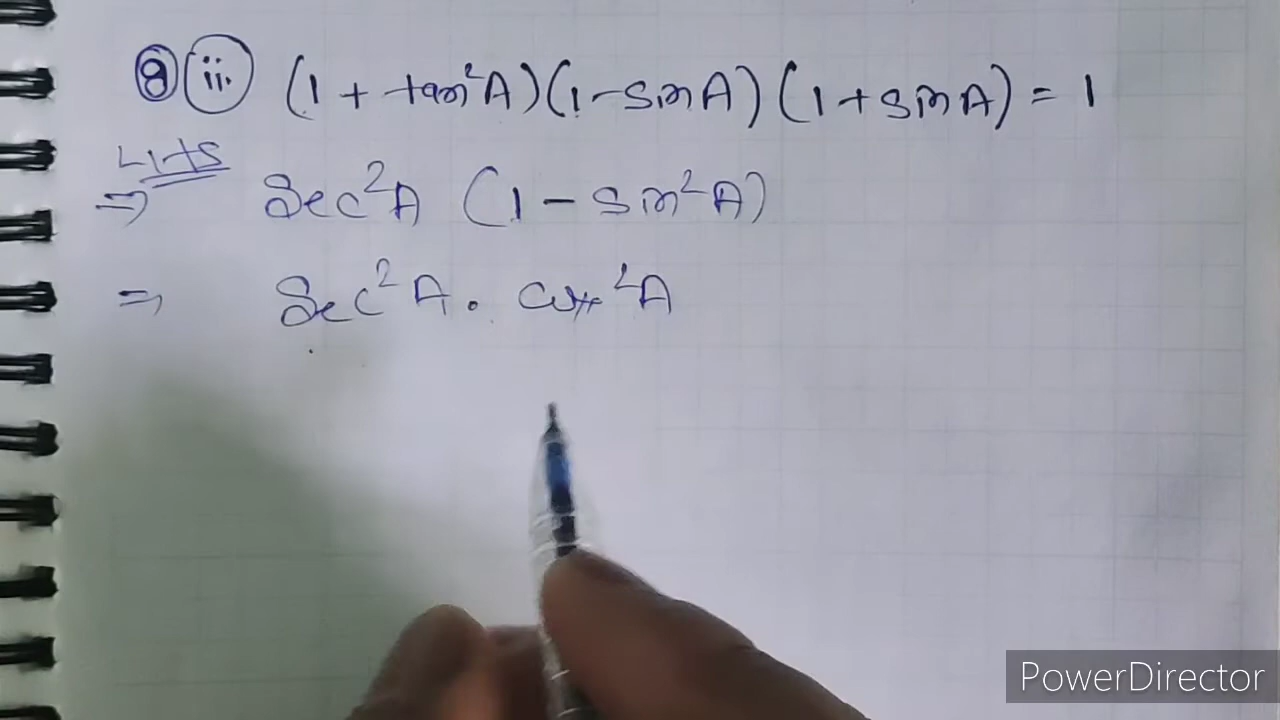 8 ii. (1 + tan²A)(1 - sinA)(1 + sinA) = 1
LHS
⇒ Sec²A (1 - sin²A)
⇒ Sec²A . cos²A
PowerDirector